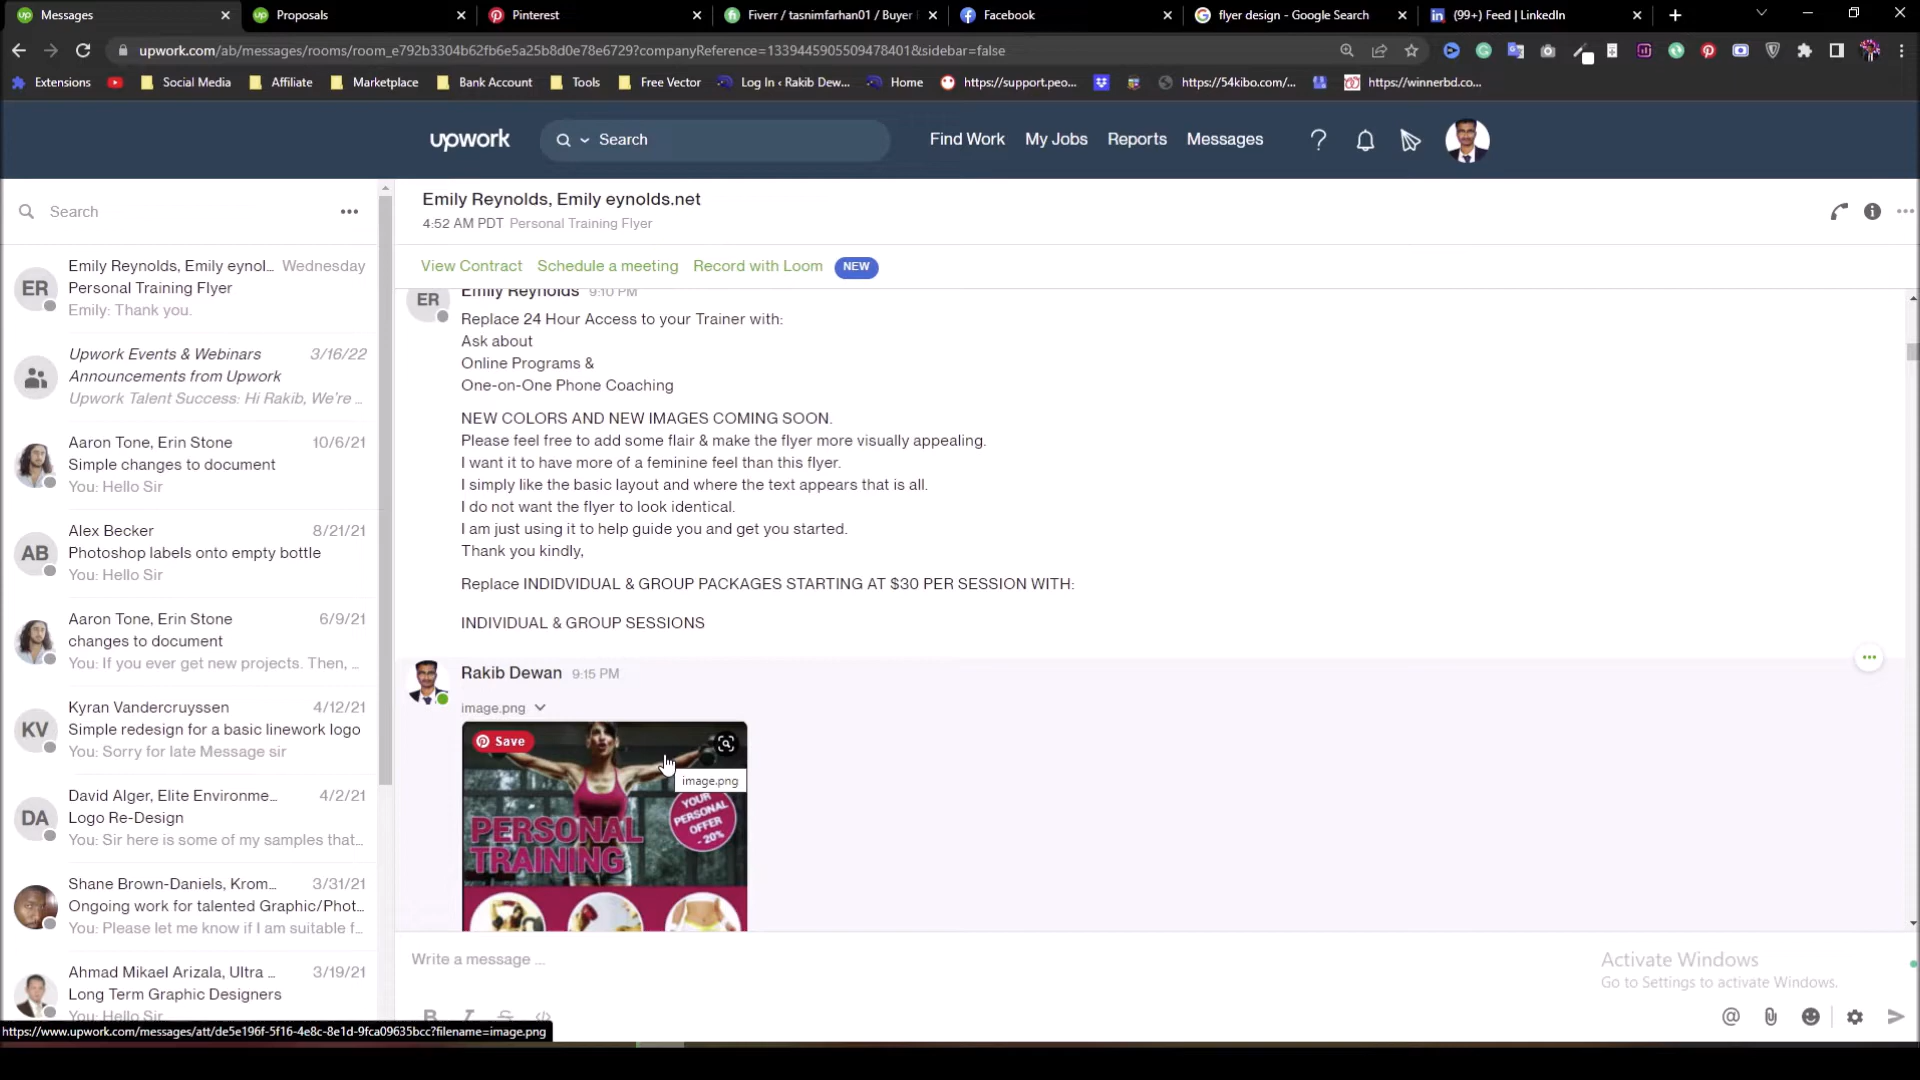 Messages
Proposals
Pinterest
Fiverr / tasnimfarhan01 / Buyer
Facebook
flyer design - Google Search
(99+) Feed | LinkedIn
upwork.com/ab/messages/rooms/room_e792b3304b62fb6e5a25b8d0e78e6729?companyReference=1339445905509478401&sidebar=false
Extensions
Social Media
Affiliate
Marketplace
Bank Account
Tools
Free Vector
Log In ‹ Rakib Dew...
Home
https://support.peo...
https://54kibo.com/...
https://winnerbd.co...
upwork
Search
Find Work
My Jobs
Reports
Messages
Search
Emily Reynolds, Emily eynol...
Wednesday
ER
Personal Training Flyer
Emily: Thank you.
Upwork Events & Webinars
3/16/22
Announcements from Upwork
Upwork Talent Success: Hi Rakib, We're ...
Aaron Tone, Erin Stone
10/6/21
Simple changes to document
You: Hello Sir
Alex Becker
8/21/21
AB
Photoshop labels onto empty bottle
You: Hello Sir
Aaron Tone, Erin Stone
6/9/21
changes to document
You: If you ever get new projects. Then, ...
Kyran Vandercruyssen
4/12/21
KV
Simple redesign for a basic linework logo
You: Sorry for late Message sir
David Alger, Elite Environme...
4/2/21
DA
Logo Re-Design
You: Sir here is some of my samples that...
Shane Brown-Daniels, Krom...
3/31/21
Ongoing work for talented Graphic/Phot...
You: Please let me know if I am suitable f...
Ahmad Mikael Arizala, Ultra ...
3/19/21
Long Term Graphic Designers
You: Hello Sir
https://www.upwork.com/messages/att/de5e196f-5f16-4e8c-8e1d-9fca09635bcc?filename=image.png
Emily Reynolds, Emily eynolds.net
4:52 AM PDT Personal Training Flyer
View Contract
Schedule a meeting
Record with Loom
NEW
ER
Emily Reynolds 9:10 PM
Replace 24 Hour Access to your Trainer with:
Ask about
Online Programs &
One-on-One Phone Coaching
NEW COLORS AND NEW IMAGES COMING SOON.
Please feel free to add some flair & make the flyer more visually appealing.
I want it to have more of a feminine feel than this flyer.
I simply like the basic layout and where the text appears that is all.
I do not want the flyer to look identical.
I am just using it to help guide you and get you started.
Thank you kindly,
Replace INDIDVIDUAL & GROUP PACKAGES STARTING AT $30 PER SESSION WITH:
INDIVIDUAL & GROUP SESSIONS
Rakib Dewan 9:15 PM
image.png
Save
image.png
YOUR
PERSONAL
OFFER
- 20%
PERSONAL
TRAINING
Write a message ...
Activate Windows
Go to Settings to activate Windows.